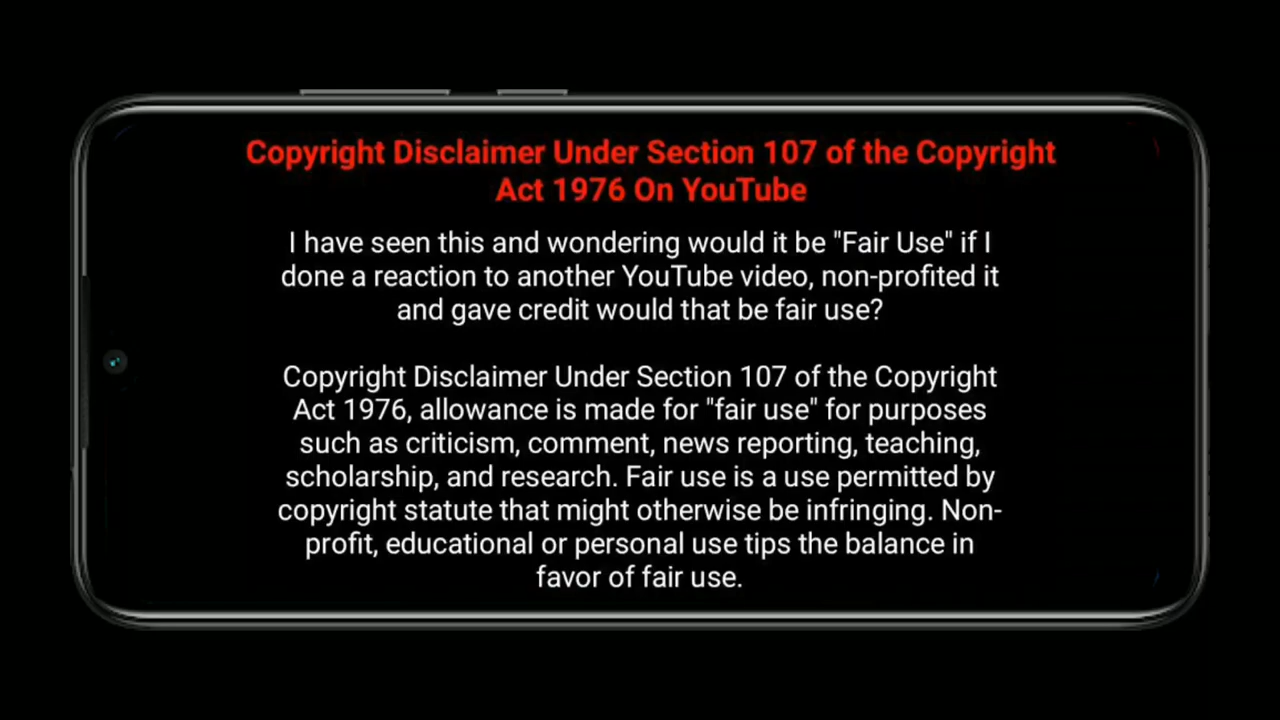 Copyright Disclaimer Under Section 107 of the Copyright
Act 1976 On YouTube
I have seen this and wondering would it be "Fair Use" if I
done a reaction to another YouTube video, non-profited it
and gave credit would that be fair use?
Copyright Disclaimer Under Section 107 of the Copyright
Act 1976, allowance is made for "fair use" for purposes
such as criticism, comment, news reporting, teaching,
scholarship, and research. Fair use is a use permitted by
copyright statute that might otherwise be infringing. Non-
profit, educational or personal use tips the balance in
favor of fair use.